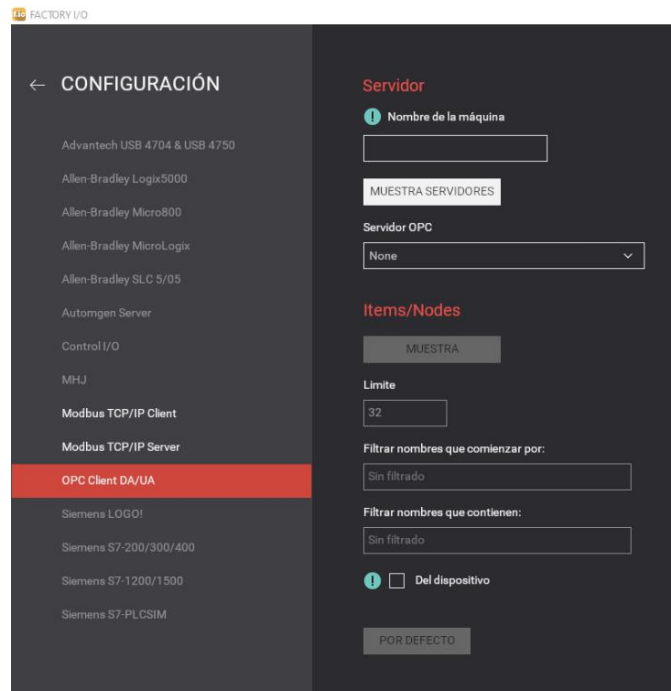 FACTORY I/O
← CONFIGURACIÓN
Advantech USB 4704 & USB 4750
Allen-Bradley Logix5000
Allen-Bradley Micro800
Allen-Bradley MicroLogix
Allen-Bradley SLC 5/05
Automgen Server
Control I/O
MHJ
Modbus TCP/IP Client
Modbus TCP/IP Server
OPC Client DA/UA
Siemens LOGO!
Siemens S7-200/300/400
Siemens S7-1200/1500
Siemens S7-PLCSIM
Servidor
Nombre de la máquina
MUESTRA SERVIDORES
Servidor OPC
None
Items/Nodes
MUESTRA
Limite
32
Filtrar nombres que comienzar por:
Sin filtrado
Filtrar nombres que contienen:
Sin filtrado
Del dispositivo
POR DEFECTO